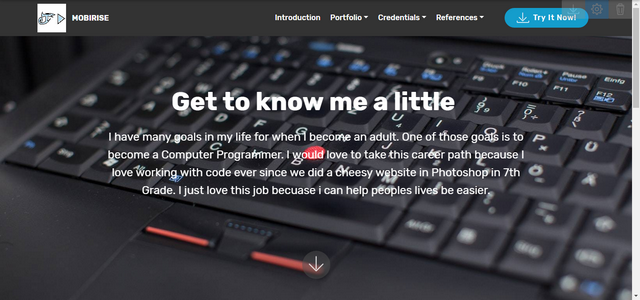 MOBIRISE Introduction Portfolio Credentials References Try It Now!
Get to know me a little
I have many goals in my life for when I become an adult. One of those goals is to
become a Computer Programmer. I would love to take this career path because I
love working with code ever since we did a cheesy website in Photoshop in 7th
Grade. I just love this job becuase i can help peoples lives be easier.